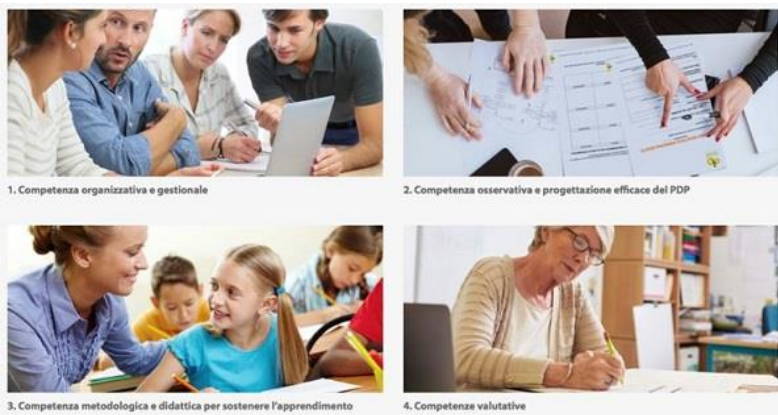 1. Competenza organizzativa e gestionale
2. Competenza osservativa e progettazione efficace del PDP
3. Competenza metodologica e didattica per sostenere l'apprendimento
4. Competenze valutative